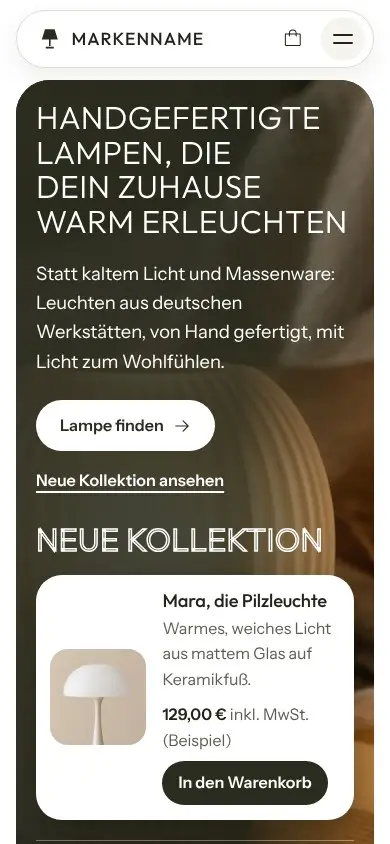 MARKENNAME
HANDGEFERTIGTE
LAMPEN, DIE
DEIN ZUHAUSE
WARM ERLEUCHTEN
Statt kaltem Licht und Massenware:
Leuchten aus deutschen
Werkstätten, von Hand gefertigt, mit
Licht zum Wohlfühlen.
Lampe finden →
Neue Kollektion ansehen
NEUE KOLLEKTION
Mara, die Pilzleuchte
Warmes, weiches Licht
aus mattem Glas auf
Keramikfuß.
129,00 € inkl. MwSt.
(Beispiel)
In den Warenkorb